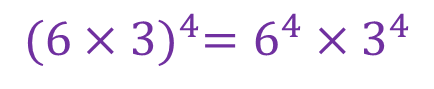 (6 × 3)⁴= 6⁴ × 3⁴